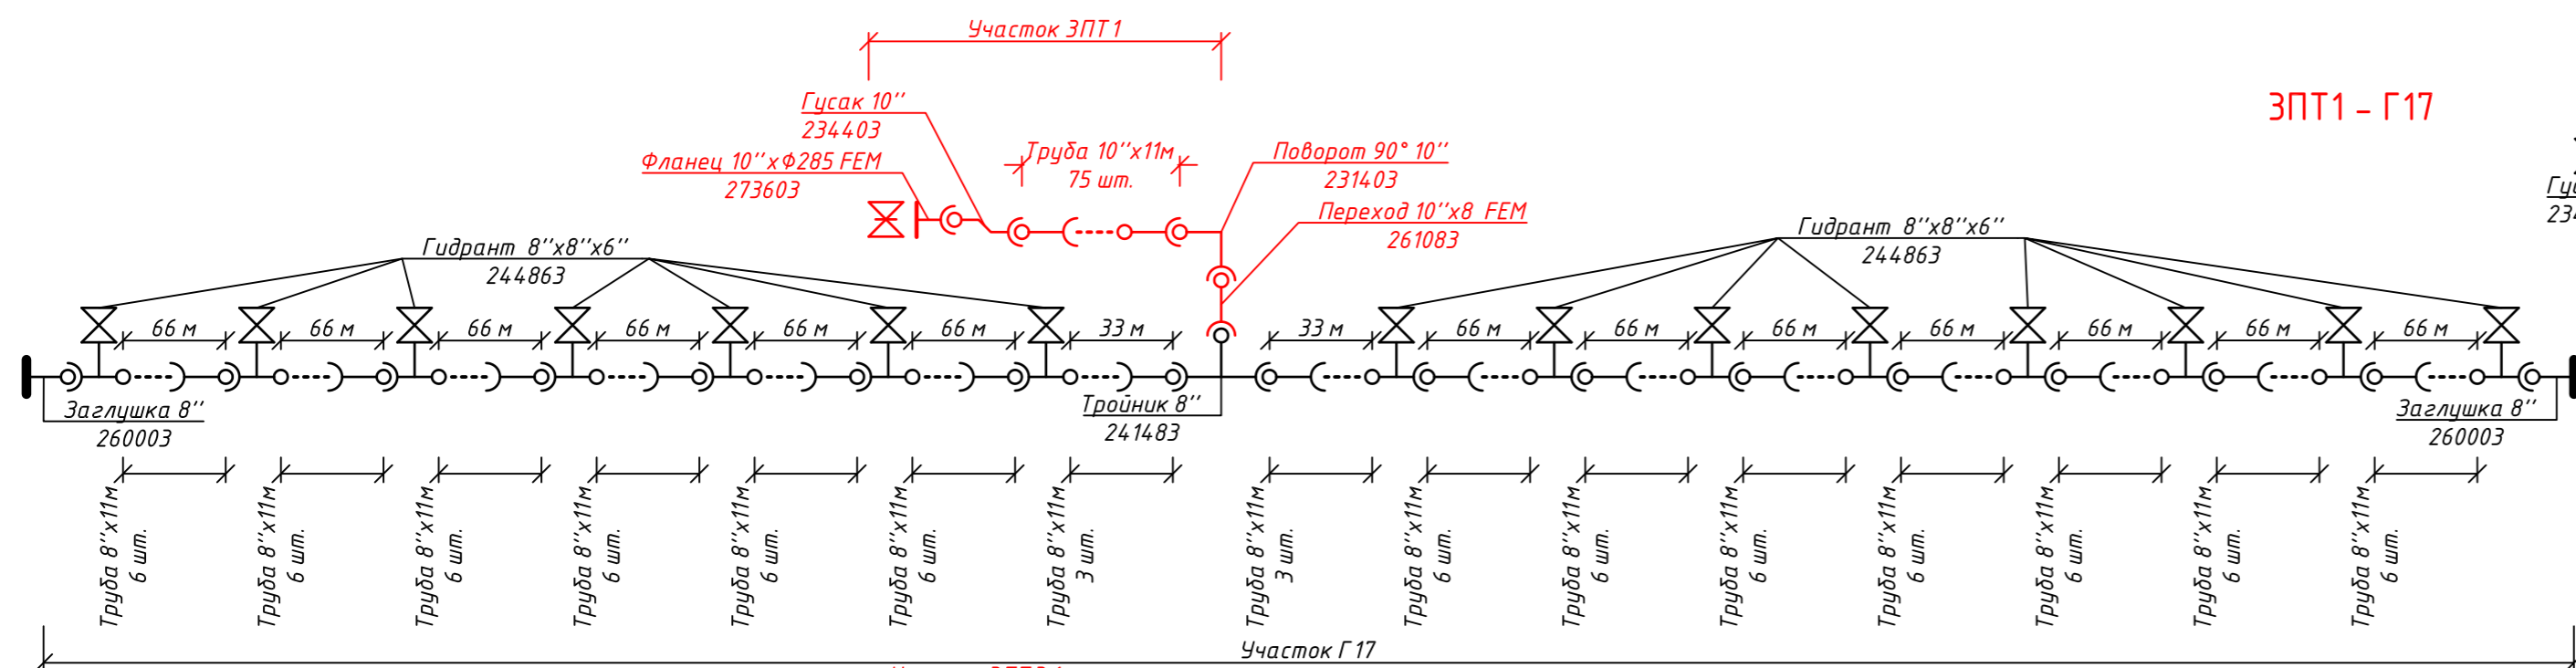 Участок ЗПТ1
ЗПТ1 - Г17
Гусак 10''
234403
Фланец 10''хФ285 FEM
273603
Труба 10''х11м
75 шт.
Поворот 90° 10''
231403
Переход 10''х8 FEM
261083
Гидрант 8''х8''х6''
244863
Гидрант 8''х8''х6''
244863
66 м
66 м
66 м
66 м
66 м
66 м
33 м
33 м
66 м
66 м
66 м
66 м
66 м
66 м
66 м
Заглушка 8''
260003
Тройник 8''
241483
Заглушка 8''
260003
Труба 8''х11м
6 шт.
Труба 8''х11м
6 шт.
Труба 8''х11м
6 шт.
Труба 8''х11м
6 шт.
Труба 8''х11м
6 шт.
Труба 8''х11м
6 шт.
Труба 8''х11м
3 шт.
Труба 8''х11м
3 шт.
Труба 8''х11м
6 шт.
Труба 8''х11м
6 шт.
Труба 8''х11м
6 шт.
Труба 8''х11м
6 шт.
Труба 8''х11м
6 шт.
Труба 8''х11м
6 шт.
Труба 8''х11м
6 шт.
Участок Г17